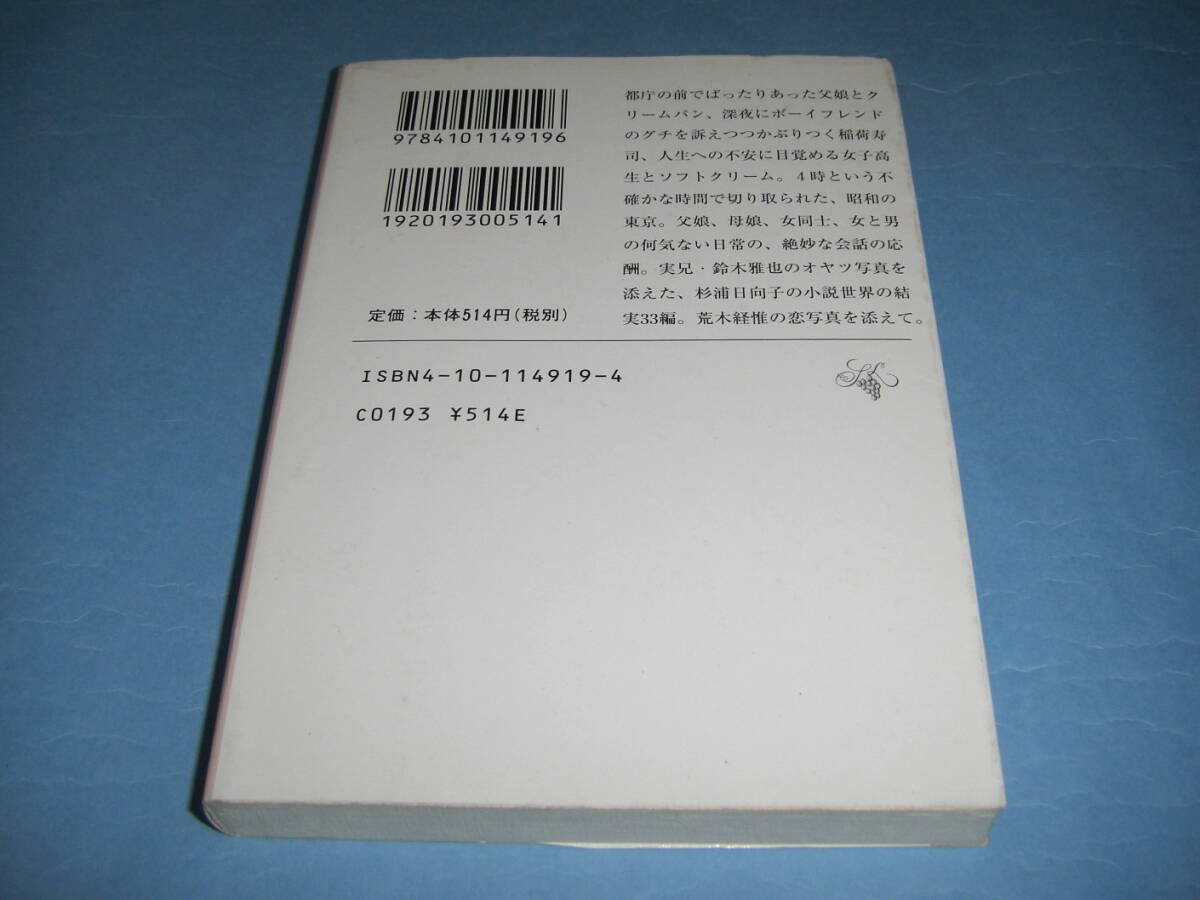 9784101149196
1920193005141
定価：本体514円（税別）
都庁の前でばったりあった父娘とク
リームパン、深夜にボーイフレンド
のグチを訴えつつかぶりつく稲荷寿
司、人生への不安に目覚める女子高
生とソフトクリーム。４時という不
確かな時間で切り取られた、昭和の
東京。父娘、母娘、女同士、女と男
の何気ない日常の、絶妙な会話の応
酬。実兄・鈴木雅也のオヤツ写真を
添えた、杉浦日向子の小説世界の結
実33編。荒木経惟の恋写真を添えて。
ISBN4-10-114919-4
C0193 ¥514E